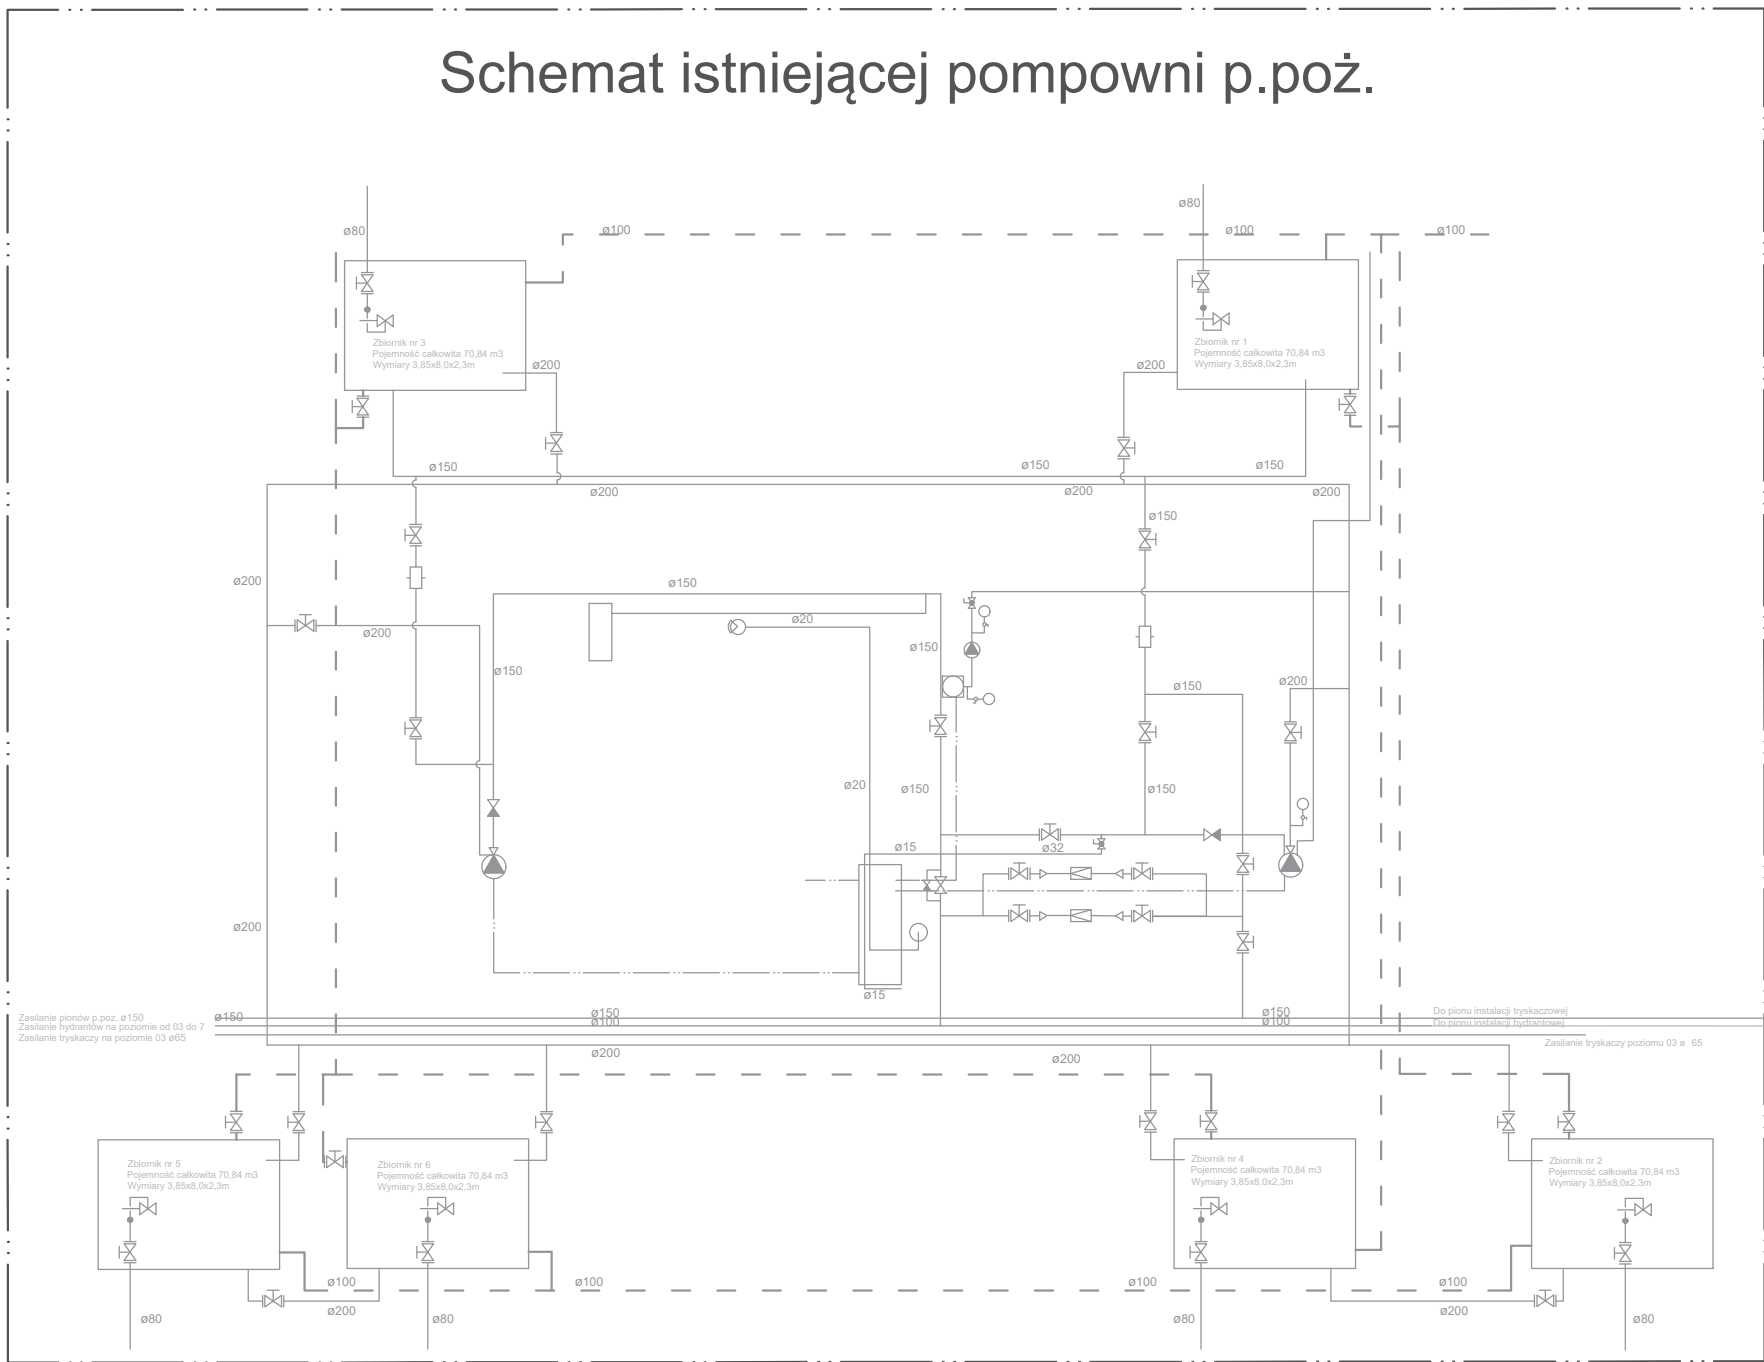 Schemat istniejącej pompowni p.poż.
ø80
ø100
ø80
ø100
ø100
Zbiornik nr 3
Pojemność całkowita 70,84 m3
Wymiary 3,85x8,0x2,3m
Zbiornik nr 1
Pojemność całkowita 70,84 m3
Wymiary 3,85x8,0x2,3m
ø200
ø200
ø150
ø150
ø150
ø200
ø200
ø200
ø150
ø200
ø150
ø20
ø200
ø150
ø150
ø150
ø200
ø20
ø150
ø150
ø15
ø32
ø200
ø15
Zasilanie pionów p.poz. ø150
ø150
ø150
ø150
Do pionu instalacji tryskaczowej
Zasilanie hydrantów na poziomie od 03 do 7
ø100
ø100
Do pionu instalacji hydrantowej
Zasilanie tryskaczy na poziomie 03 ø65
Zasilanie tryskaczy poziomu 03 ø 65
ø200
ø200
Zbiornik nr 5
Pojemność całkowita 70,84 m3
Wymiary 3,85x8,0x2,3m
Zbiornik nr 6
Pojemność całkowita 70,84 m3
Wymiary 3,85x8,0x2,3m
Zbiornik nr 4
Pojemność całkowita 70,84 m3
Wymiary 3,85x8,0x2,3m
Zbiornik nr 2
Pojemność całkowita 70,84 m3
Wymiary 3,85x8,0x2,3m
ø100
ø100
ø100
ø100
ø200
ø200
ø80
ø80
ø80
ø80